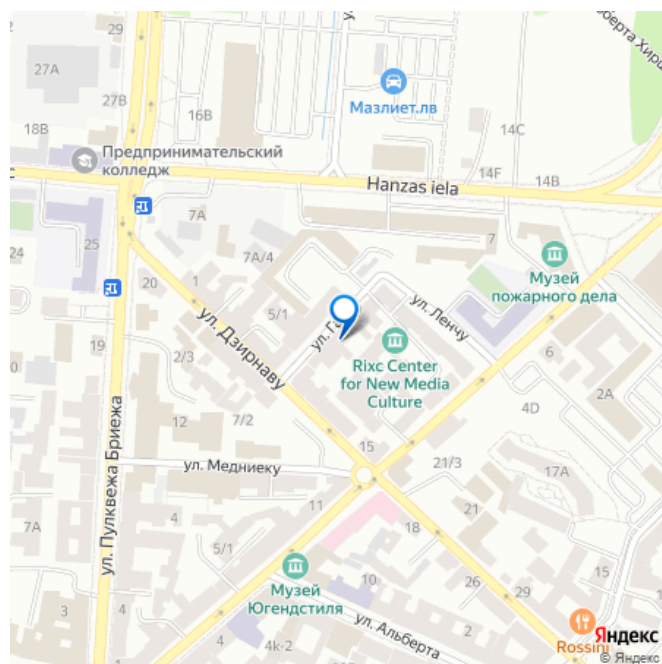 27A
27B
16B
18B
Мазлиет.лв
14C
Предпринимательский
колледж
14F
14B
Hanzas iela
7A
7
24
25
7A/4
Музей
пожарного дела
20
1
ул. Ленчу
5/1
ул. Дзирнаву
19
2/3
Rixc Center
for New Media
Culture
6
2A
4D
12
7/2
15
ул. Медниеку
21/3
17A
ул. Пулквежа Бриежа
11
21
7A
4
18
5/1
Музей
Югендстиля
10
26
29
15
3
ул. Альберта
4k-2
4
Rossini
Яндекс
© Яндекс